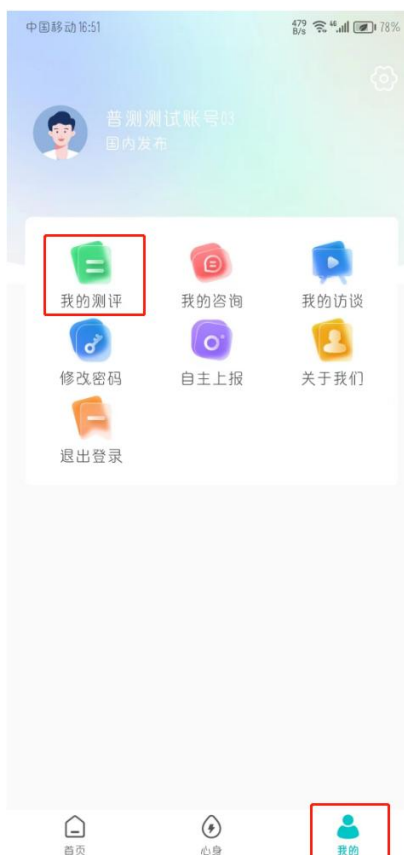 中国移动 16:51 479 B/s 46 78%
普测测试账号03
国内发布
我的测评 我的咨询 我的访谈
修改密码 自主上报 关于我们
退出登录
首页 心身 我的